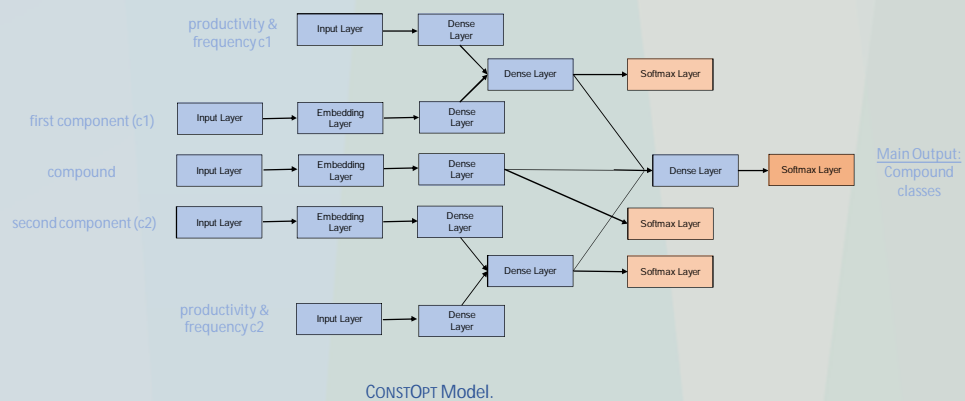 productivity &
frequency c1
Input Layer
Dense
Layer
Dense Layer
Softmax Layer
first component (c1)
Input Layer
Embedding
Layer
Dense
Layer
compound
Input Layer
Embedding
Layer
Dense
Layer
Dense Layer
Softmax Layer
Main Output:
Compound
classes
second component (c2)
Input Layer
Embedding
Layer
Dense
Layer
Softmax Layer
Dense Layer
Softmax Layer
productivity &
frequency c2
Input Layer
Dense
Layer
CONSTOPT Model.